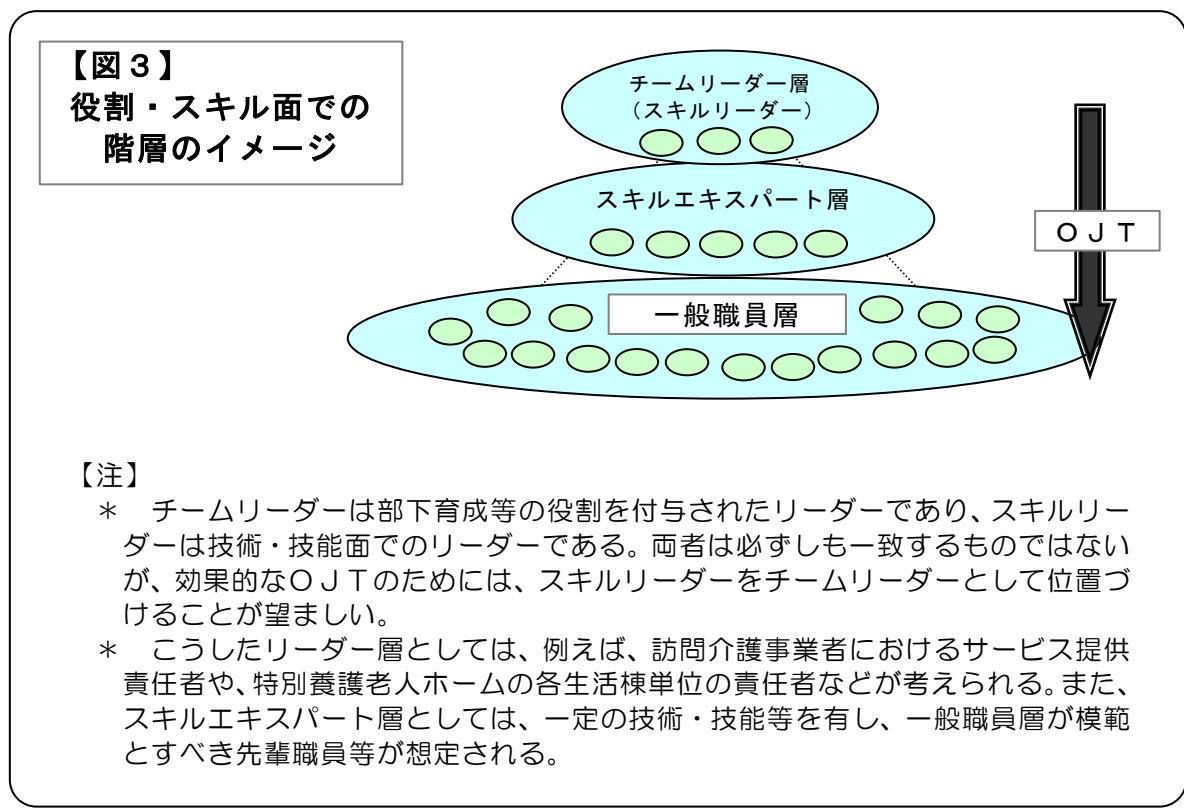 【図３】
役割・スキル面での
階層のイメージ
チームリーダー層
（スキルリーダー）
スキルエキスパート層
ＯＪＴ
一般職員層
【注】
＊　チームリーダーは部下育成等の役割を付与されたリーダーであり、スキルリー
ダーは技術・技能面でのリーダーである。両者は必ずしも一致するものではない
が、効果的なＯＪＴのためには、スキルリーダーをチームリーダーとして位置づ
けることが望ましい。
＊　こうしたリーダー層としては、例えば、訪問介護事業者におけるサービス提供
責任者や、特別養護老人ホームの各生活棟単位の責任者などが考えられる。また、
スキルエキスパート層としては、一定の技術・技能等を有し、一般職員層が模範
とすべき先輩職員等が想定される。